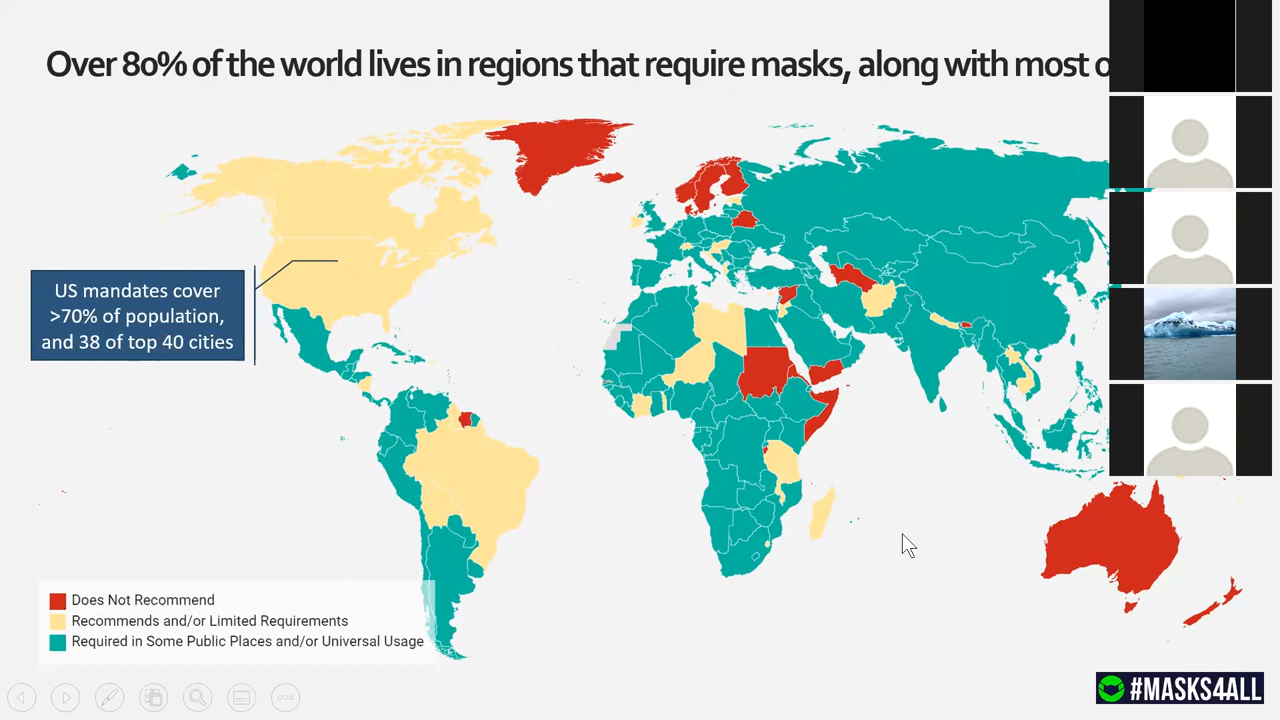 Over 80% of the world lives in regions that require masks, along with most
US mandates cover
>70% of population,
and 38 of top 40 cities
Does Not Recommend
Recommends and/or Limited Requirements
Required in Some Public Places and/or Universal Usage
#MASKS4ALL